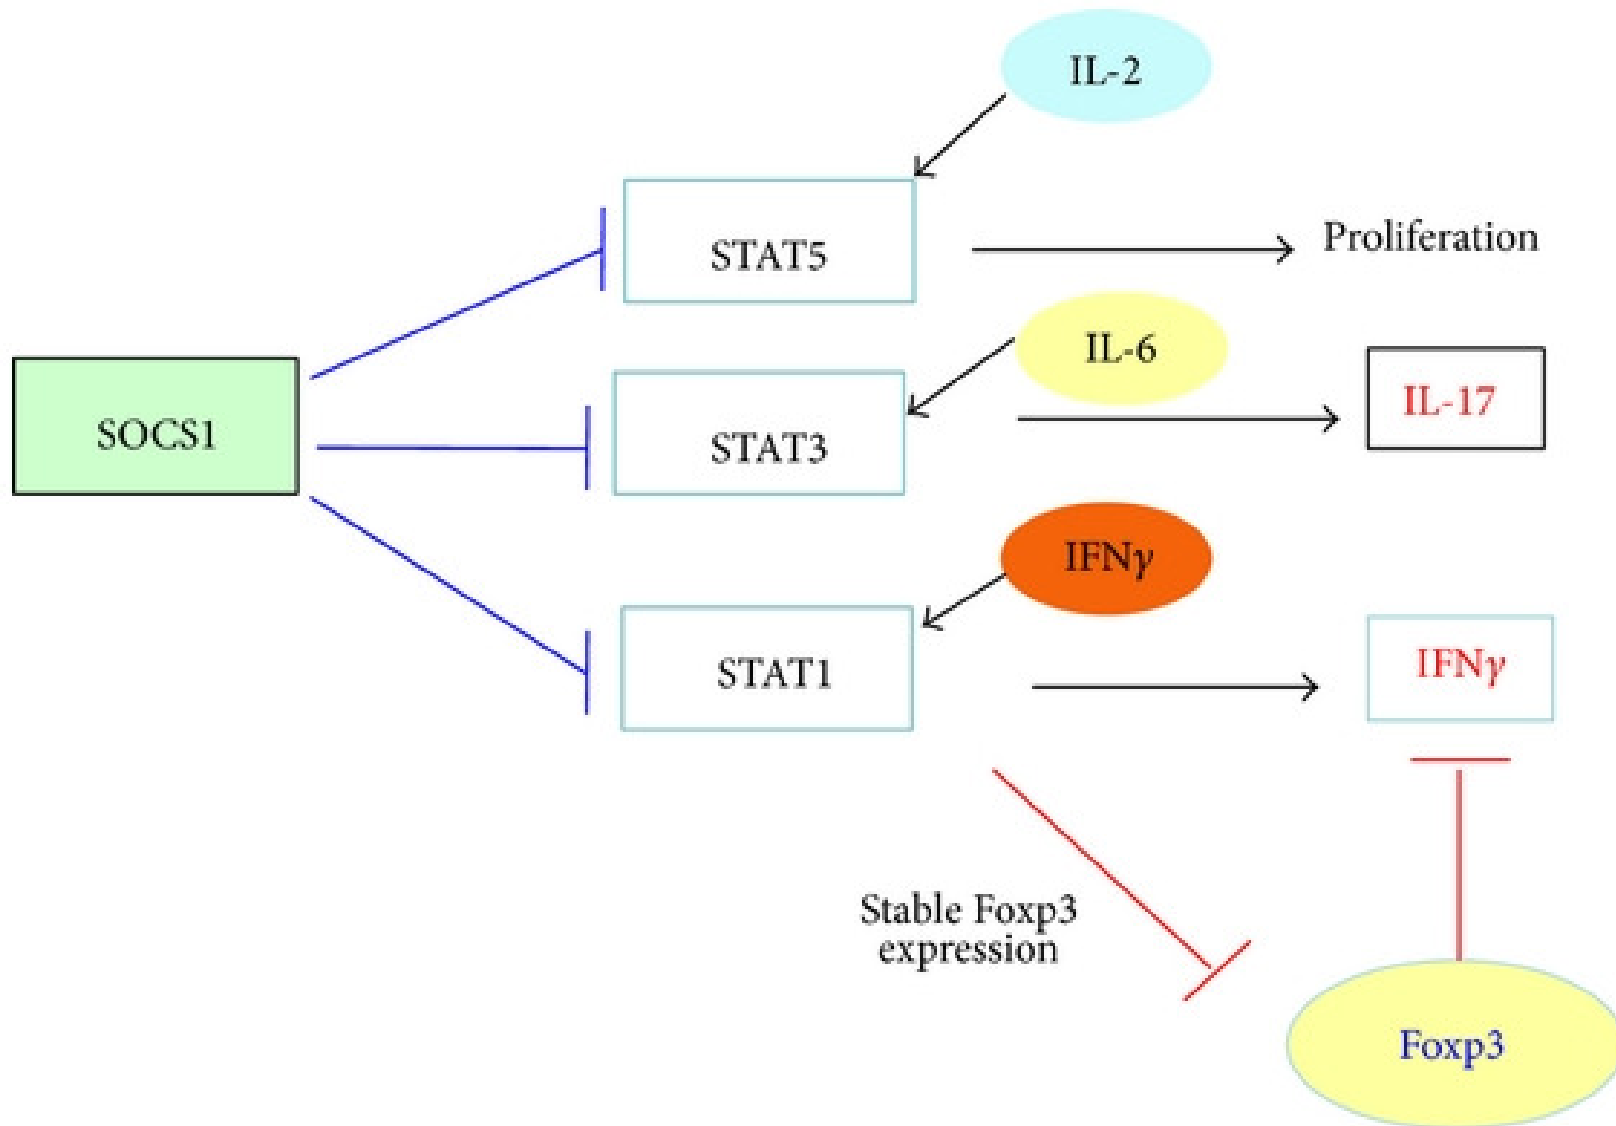 IL-2
STAT5
Proliferation
IL-6
IL-17
SOCS1
STAT3
IFNγ
STAT1
IFNγ
Stable Foxp3
expression
Foxp3